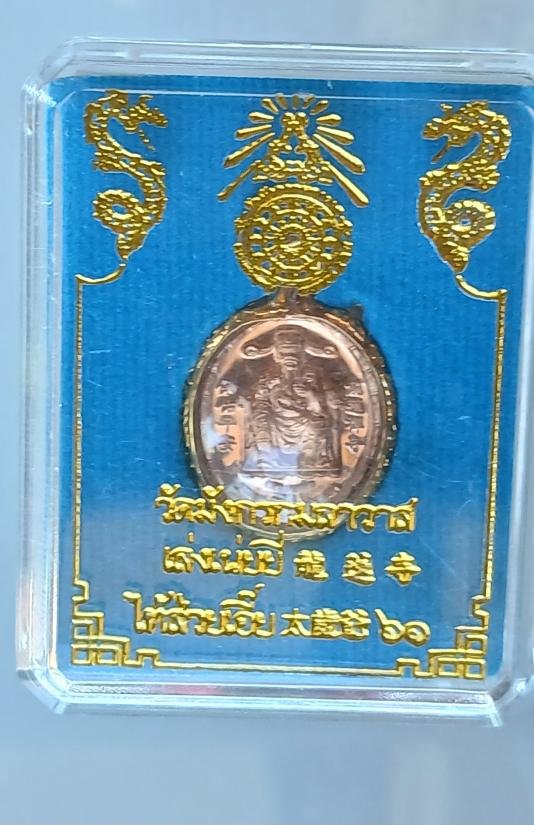 วัดมังกรกมลาวาส
เล่งเน่ยยี่ 龍蓮寺
ไท้ส่วยเอี้ย 太歲爺 ๖๐